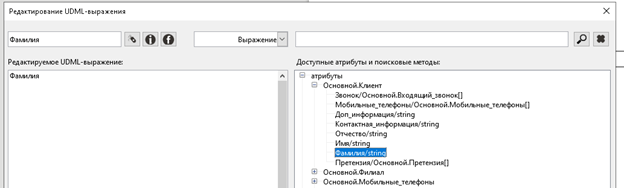 Редактирование UDML-выражения
Фамилия
Выражение
Редактируемое UDML-выражение:
Фамилия
Доступные атрибуты и поисковые методы:
атрибуты
Основной.Клиент
Звонок/Основной.Входящий_звонок[]
Мобильные_телефоны/Основной.Мобильные_телефоны[]
Доп_информация/string
Контактная_информация/string
Отчество/string
Имя/string
Фамилия/string
Претензия/Основной.Претензия[]
Основной.Филиал
Основной.Мобильные_телефоны